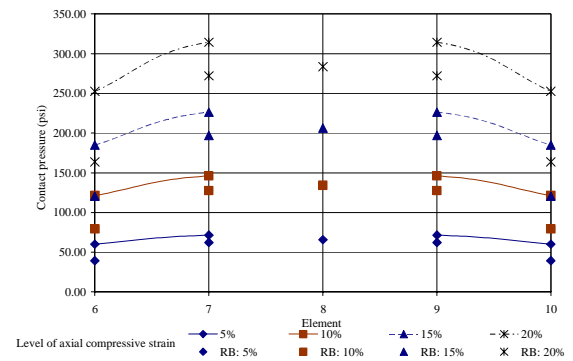 350.00
300.00
250.00
200.00
150.00
100.00
50.00
0.00
Contact pressure (psi)
6 7 8 9 10
Element
Level of axial compressive strain
5% 10% 15% 20%
RB: 5% RB: 10% RB: 15% RB: 20%